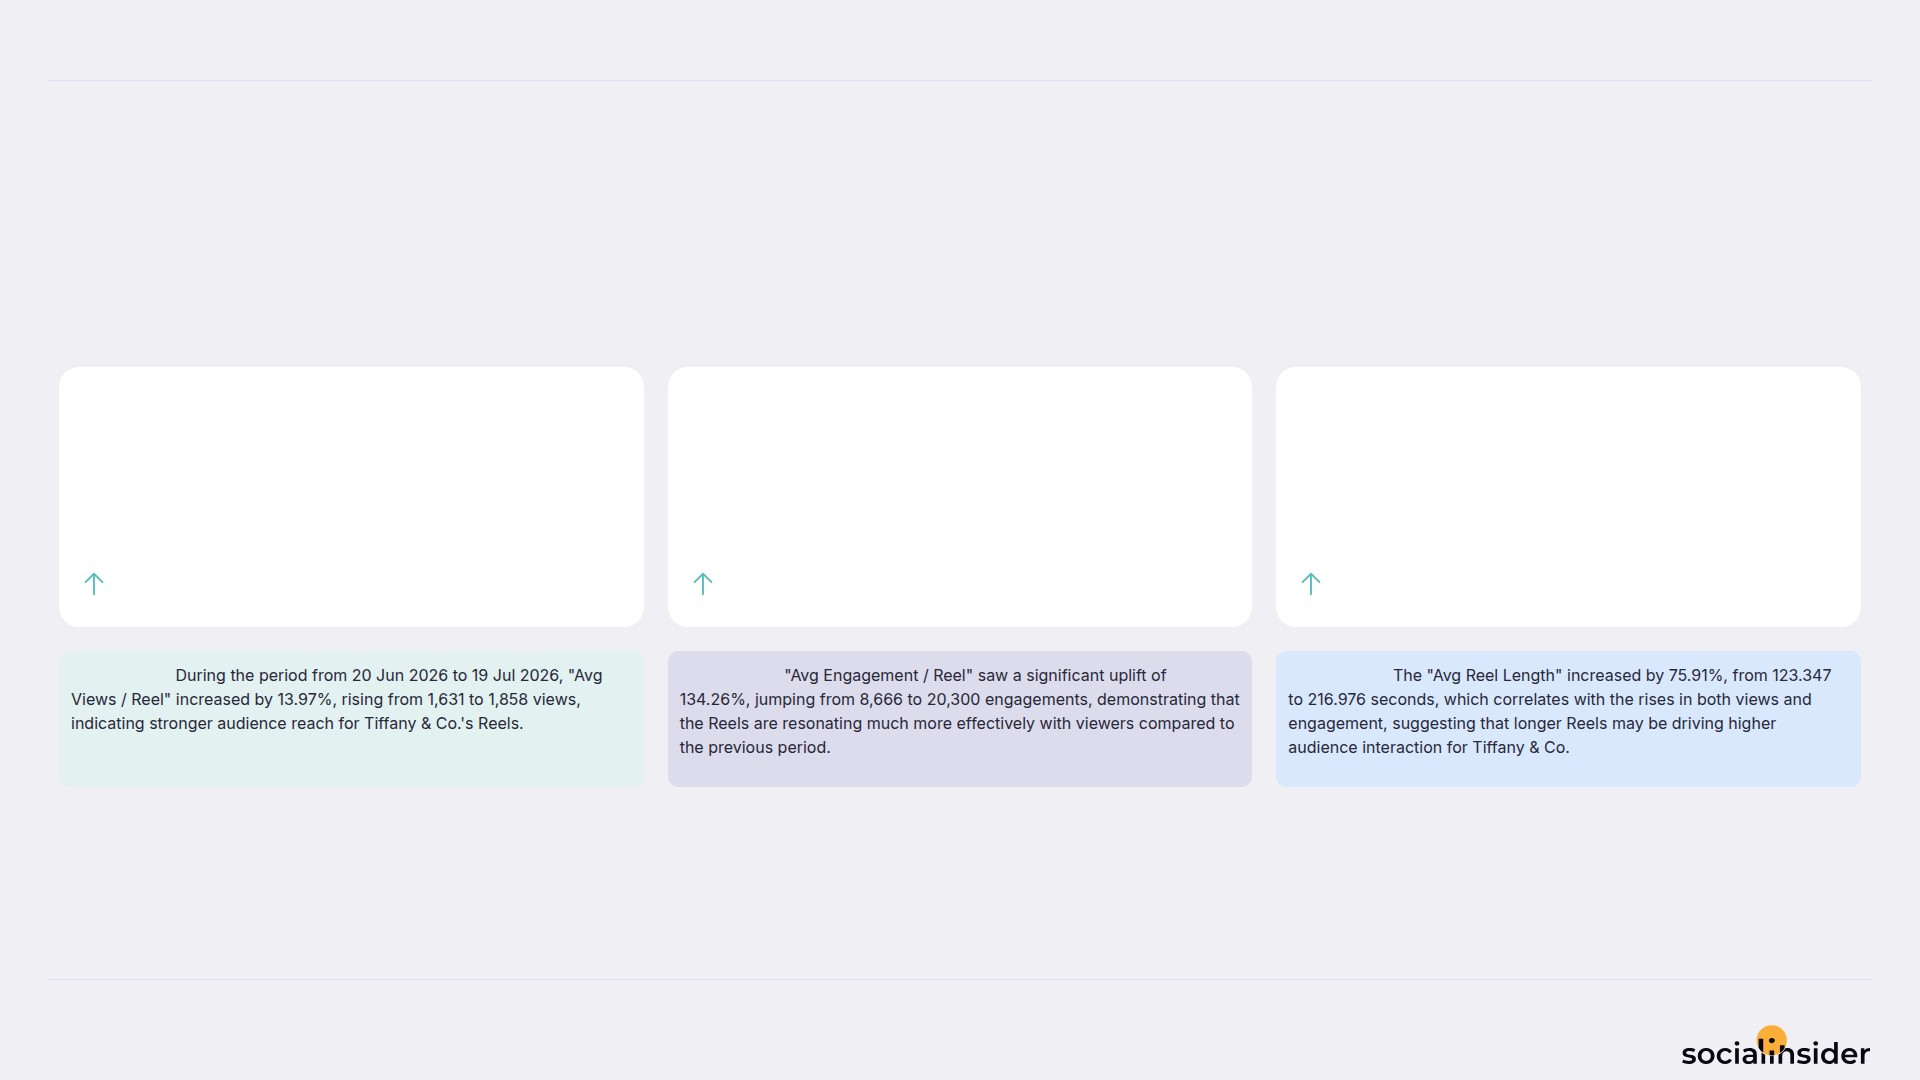 During the period from 20 Jun 2026 to 19 Jul 2026, "Avg
Views / Reel" increased by 13.97%, rising from 1,631 to 1,858 views,
indicating stronger audience reach for Tiffany & Co.'s Reels.
"Avg Engagement / Reel" saw a significant uplift of
134.26%, jumping from 8,666 to 20,300 engagements, demonstrating that
the Reels are resonating much more effectively with viewers compared to
the previous period.
The "Avg Reel Length" increased by 75.91%, from 123.347
to 216.976 seconds, which correlates with the rises in both views and
engagement, suggesting that longer Reels may be driving higher
audience interaction for Tiffany & Co.
socialinsider